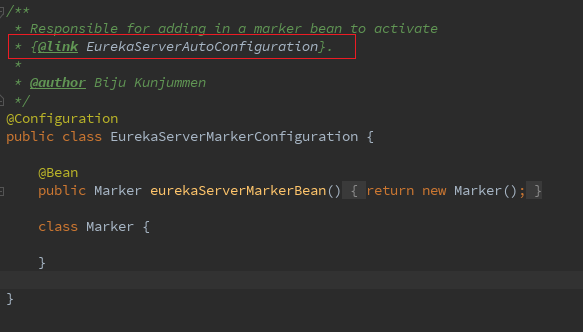 /**
* Responsible for adding in a marker bean to activate
* {@link EurekaServerAutoConfiguration}.
*
* @author Biju Kunjummen
*/
@Configuration
public class EurekaServerMarkerConfiguration {
@Bean
public Marker eurekaServerMarkerBean() { return new Marker(); }
class Marker {
}
}